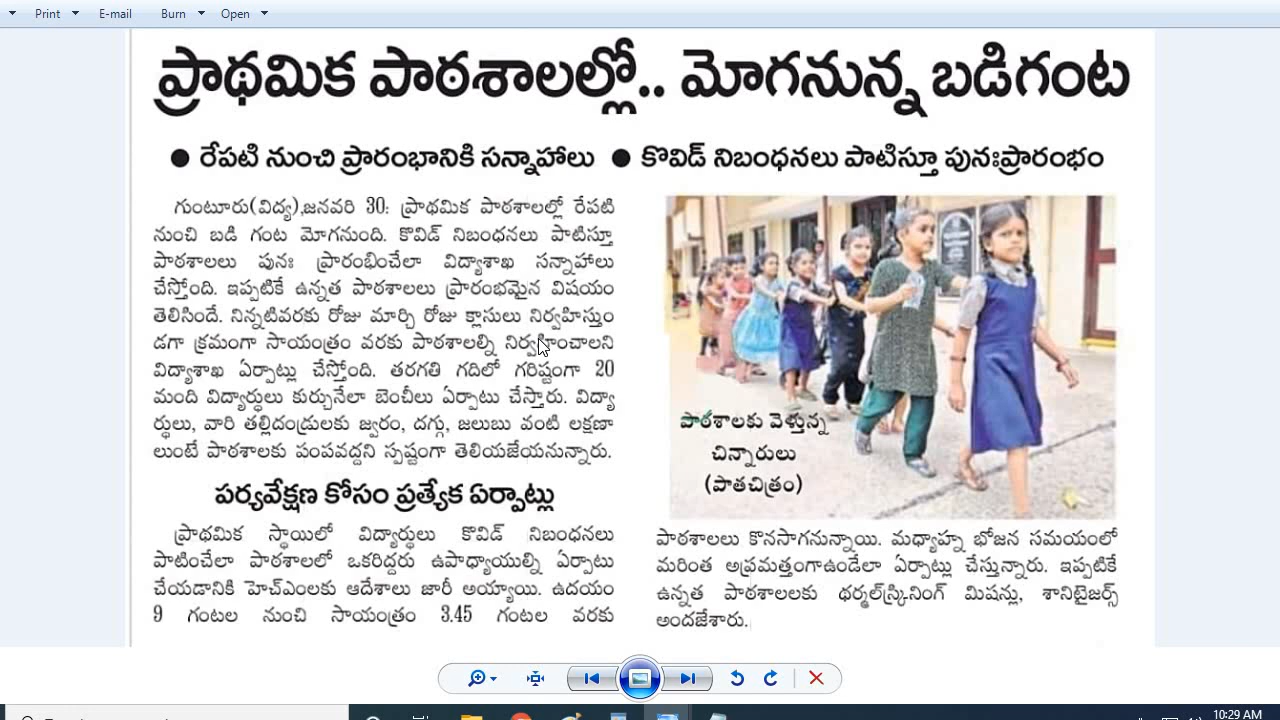 Print
E-mail
Burn
Open
ప్రాథమిక పాఠశాలల్లో.. మోగనున్న బడిగంట
● రేపటి నుంచి ప్రారంభానికి సన్నాహాలు ● కొవిడ్ నిబంధనలు పాటిస్తూ పునఃప్రారంభం
గుంటూరు(విద్య),జనవరి 30: ప్రాథమిక పాఠశాలల్లో రేపటి
నుంచి బడి గంట మోగనుంది. కొవిడ్ నిబంధనలు పాటిస్తూ
పాఠశాలలు పునః ప్రారంభించేలా విద్యాశాఖ సన్నాహాలు
చేస్తోంది. ఇప్పటికే ఉన్నత పాఠశాలలు ప్రారంభమైన విషయం
తెలిసిందే. నిన్నటివరకు రోజు మార్చి రోజు క్లాసులు నిర్వహిస్తుం
డగా క్రమంగా సాయంత్రం వరకు పాఠశాలల్ని నిర్వహించాలని
విద్యాశాఖ ఏర్పాట్లు చేస్తోంది. తరగతి గదిలో గరిష్టంగా 20
మంది విద్యార్థులు కుర్చునేలా బెంచీలు ఏర్పాటు చేస్తారు. విద్యా
ర్థులు, వారి తల్లిదండ్రులకు జ్వరం, దగ్గు, జలుబు వంటి లక్షణా
లుంటే పాఠశాలకు పంపవద్దని స్పష్టంగా తెలియజేయనున్నారు.
పర్యవేక్షణ కోసం ప్రత్యేక ఏర్పాట్లు
ప్రాథమిక స్థాయిలో విద్యార్థులు కొవిడ్ నిబంధనలు
పాటించేలా పాఠశాలలో ఒకరిద్దరు ఉపాధ్యాయుల్ని ఏర్పాటు
చేయడానికి హెచ్ఎంలకు ఆదేశాలు జారీ అయ్యాయి. ఉదయం
9 గంటల నుంచి సాయంత్రం 3.45 గంటల వరకు
పాఠశాలకు వెళ్తున్న
చిన్నారులు
(పాతచిత్రం)
పాఠశాలలు కొనసాగనున్నాయి. మధ్యాహ్న భోజన సమయంలో
మరింత అప్రమత్తంగాఉండేలా ఏర్పాట్లు చేస్తున్నారు. ఇప్పటికే
ఉన్నత పాఠశాలలకు థర్మల్‌స్క్రినింగ్ మిషన్లు, శానిటైజర్స్
అందజేశారు.
10:29 AM